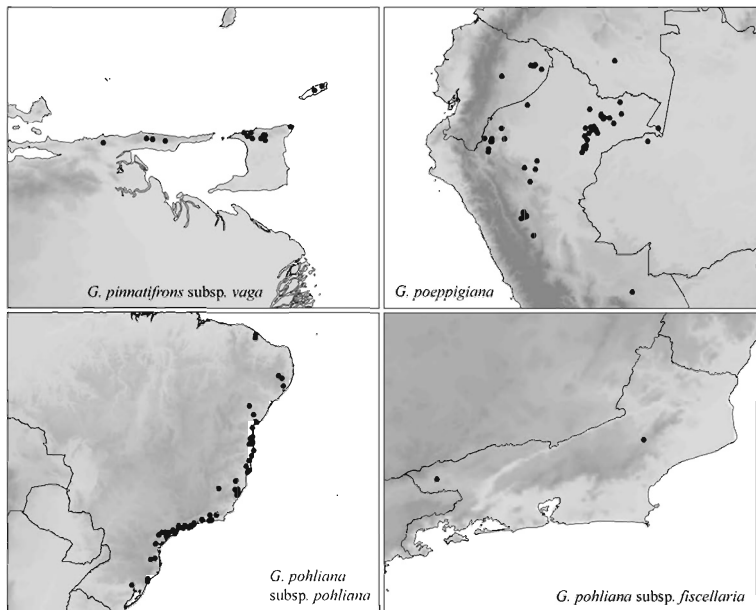 G. pinnatifrons subsp. vaga
G. poeppigiana
G. pohliana
subsp. pohliana
G. pohliana subsp. fiscellaria